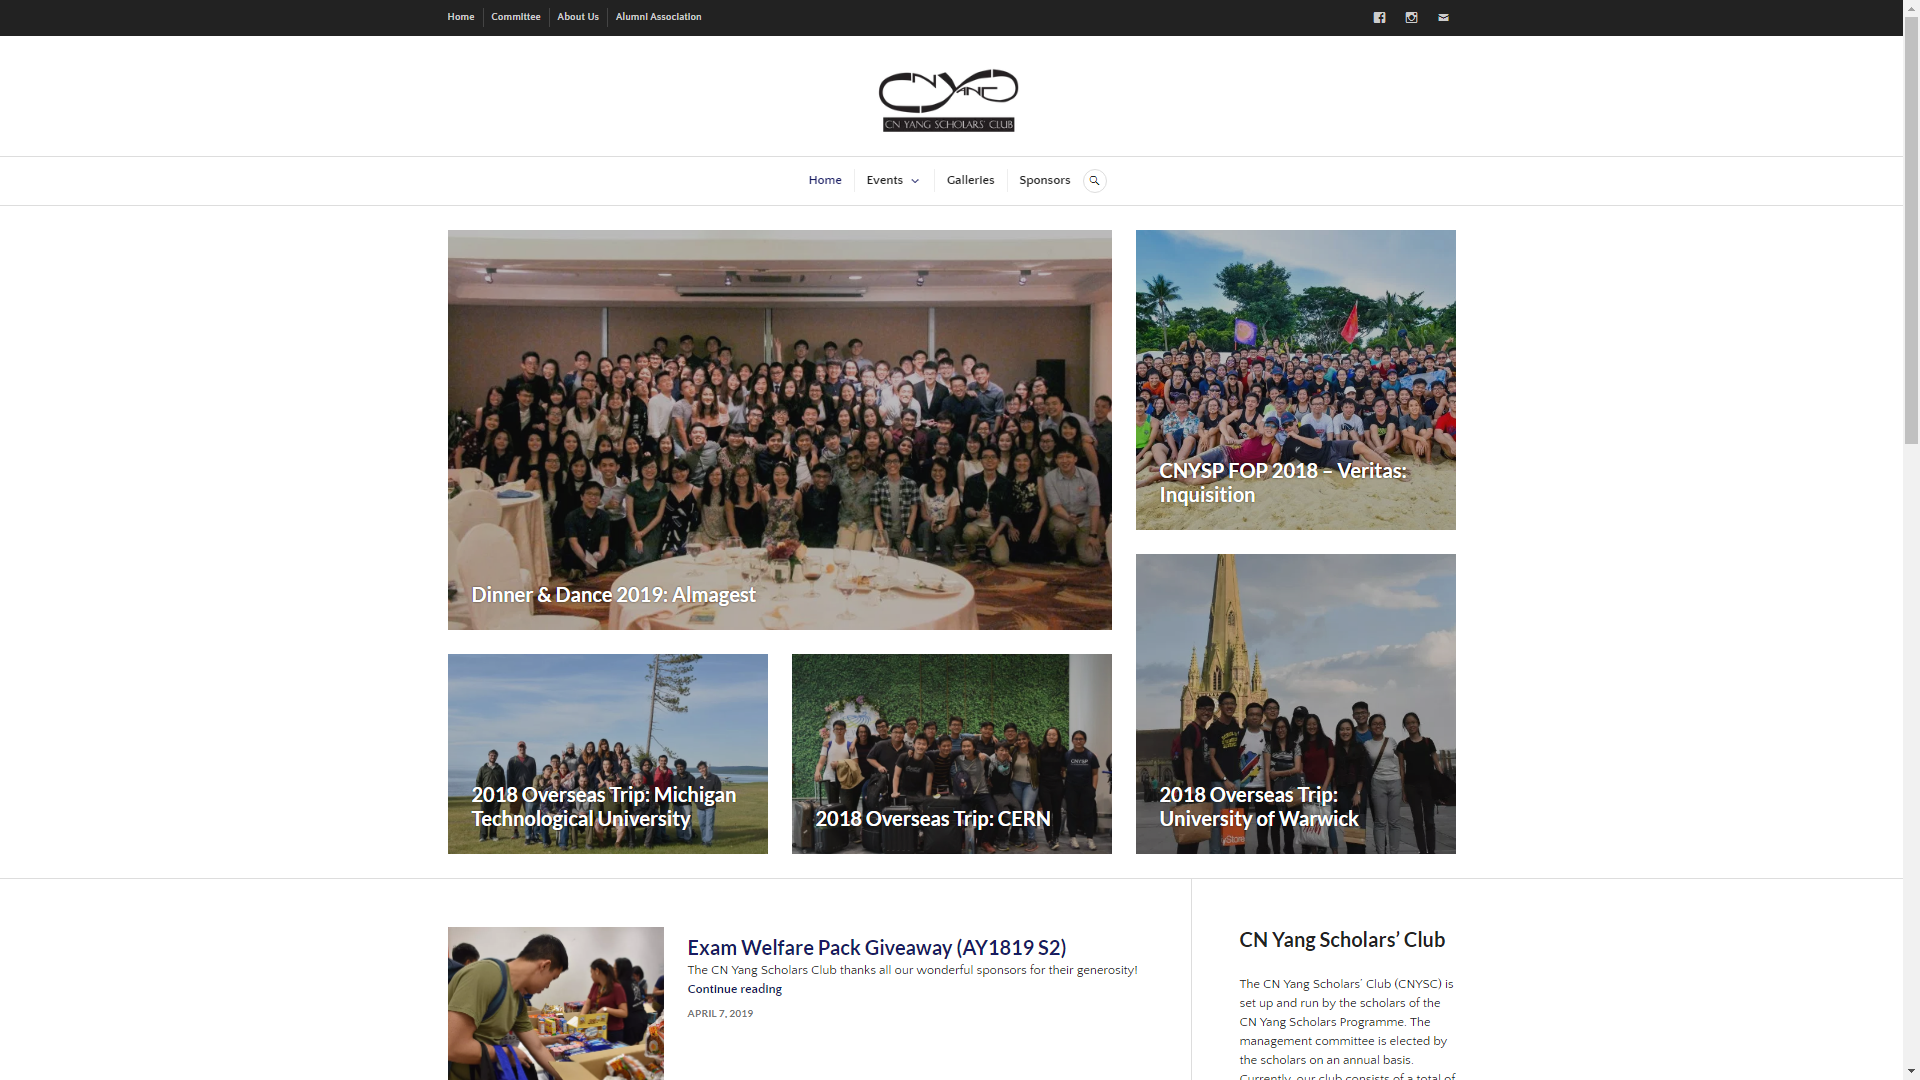 Home
Committee
About Us
Alumni Association
CN YANG
CN YANG SCHOLARS' CLUB
Home
Events
Galleries
Sponsors
Dinner & Dance 2019: Almagest
CNYSP FOP 2018 – Veritas:
Inquisition
2018 Overseas Trip: Michigan
Technological University
2018 Overseas Trip: CERN
2018 Overseas Trip:
University of Warwick
Exam Welfare Pack Giveaway (AY1819 S2)
The CN Yang Scholars Club thanks all our wonderful sponsors for their generosity!
Continue reading
APRIL 7, 2019
CN Yang Scholars’ Club
The CN Yang Scholars’ Club (CNYSC) is
set up and run by the scholars of the
CN Yang Scholars Programme. The
management committee is elected by
the scholars on an annual basis.
Currently, our club consists of a total of